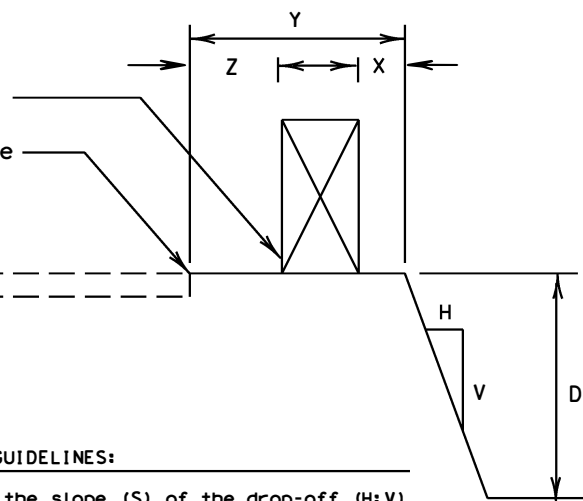 Y
Z
X
e
H
V
D
GUIDELINES:
the slope (S) of the drop-off (H:V)